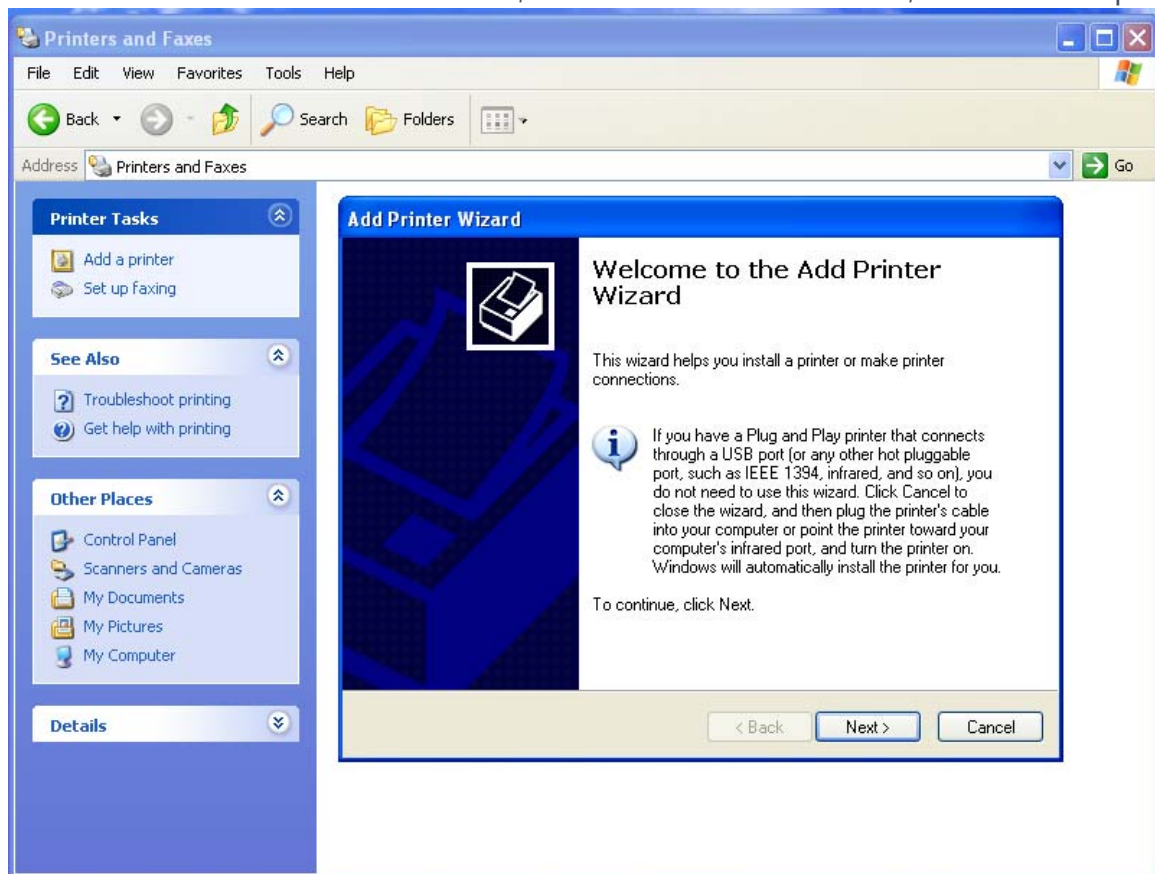 Printers and Faxes
File Edit View Favorites Tools Help
Back Search Folders
Address Printers and Faxes Go
Printer Tasks
Add a printer
Set up faxing
See Also
Troubleshoot printing
Get help with printing
Other Places
Control Panel
Scanners and Cameras
My Documents
My Pictures
My Computer
Details
Add Printer Wizard
Welcome to the Add Printer
Wizard
This wizard helps you install a printer or make printer
connections.
If you have a Plug and Play printer that connects
through a USB port (or any other hot pluggable
port, such as IEEE 1394, infrared, and so on), you
do not need to use this wizard. Click Cancel to
close the wizard, and then plug the printer's cable
into your computer or point the printer toward your
computer's infrared port, and turn the printer on.
Windows will automatically install the printer for you.
To continue, click Next.
< Back Next > Cancel